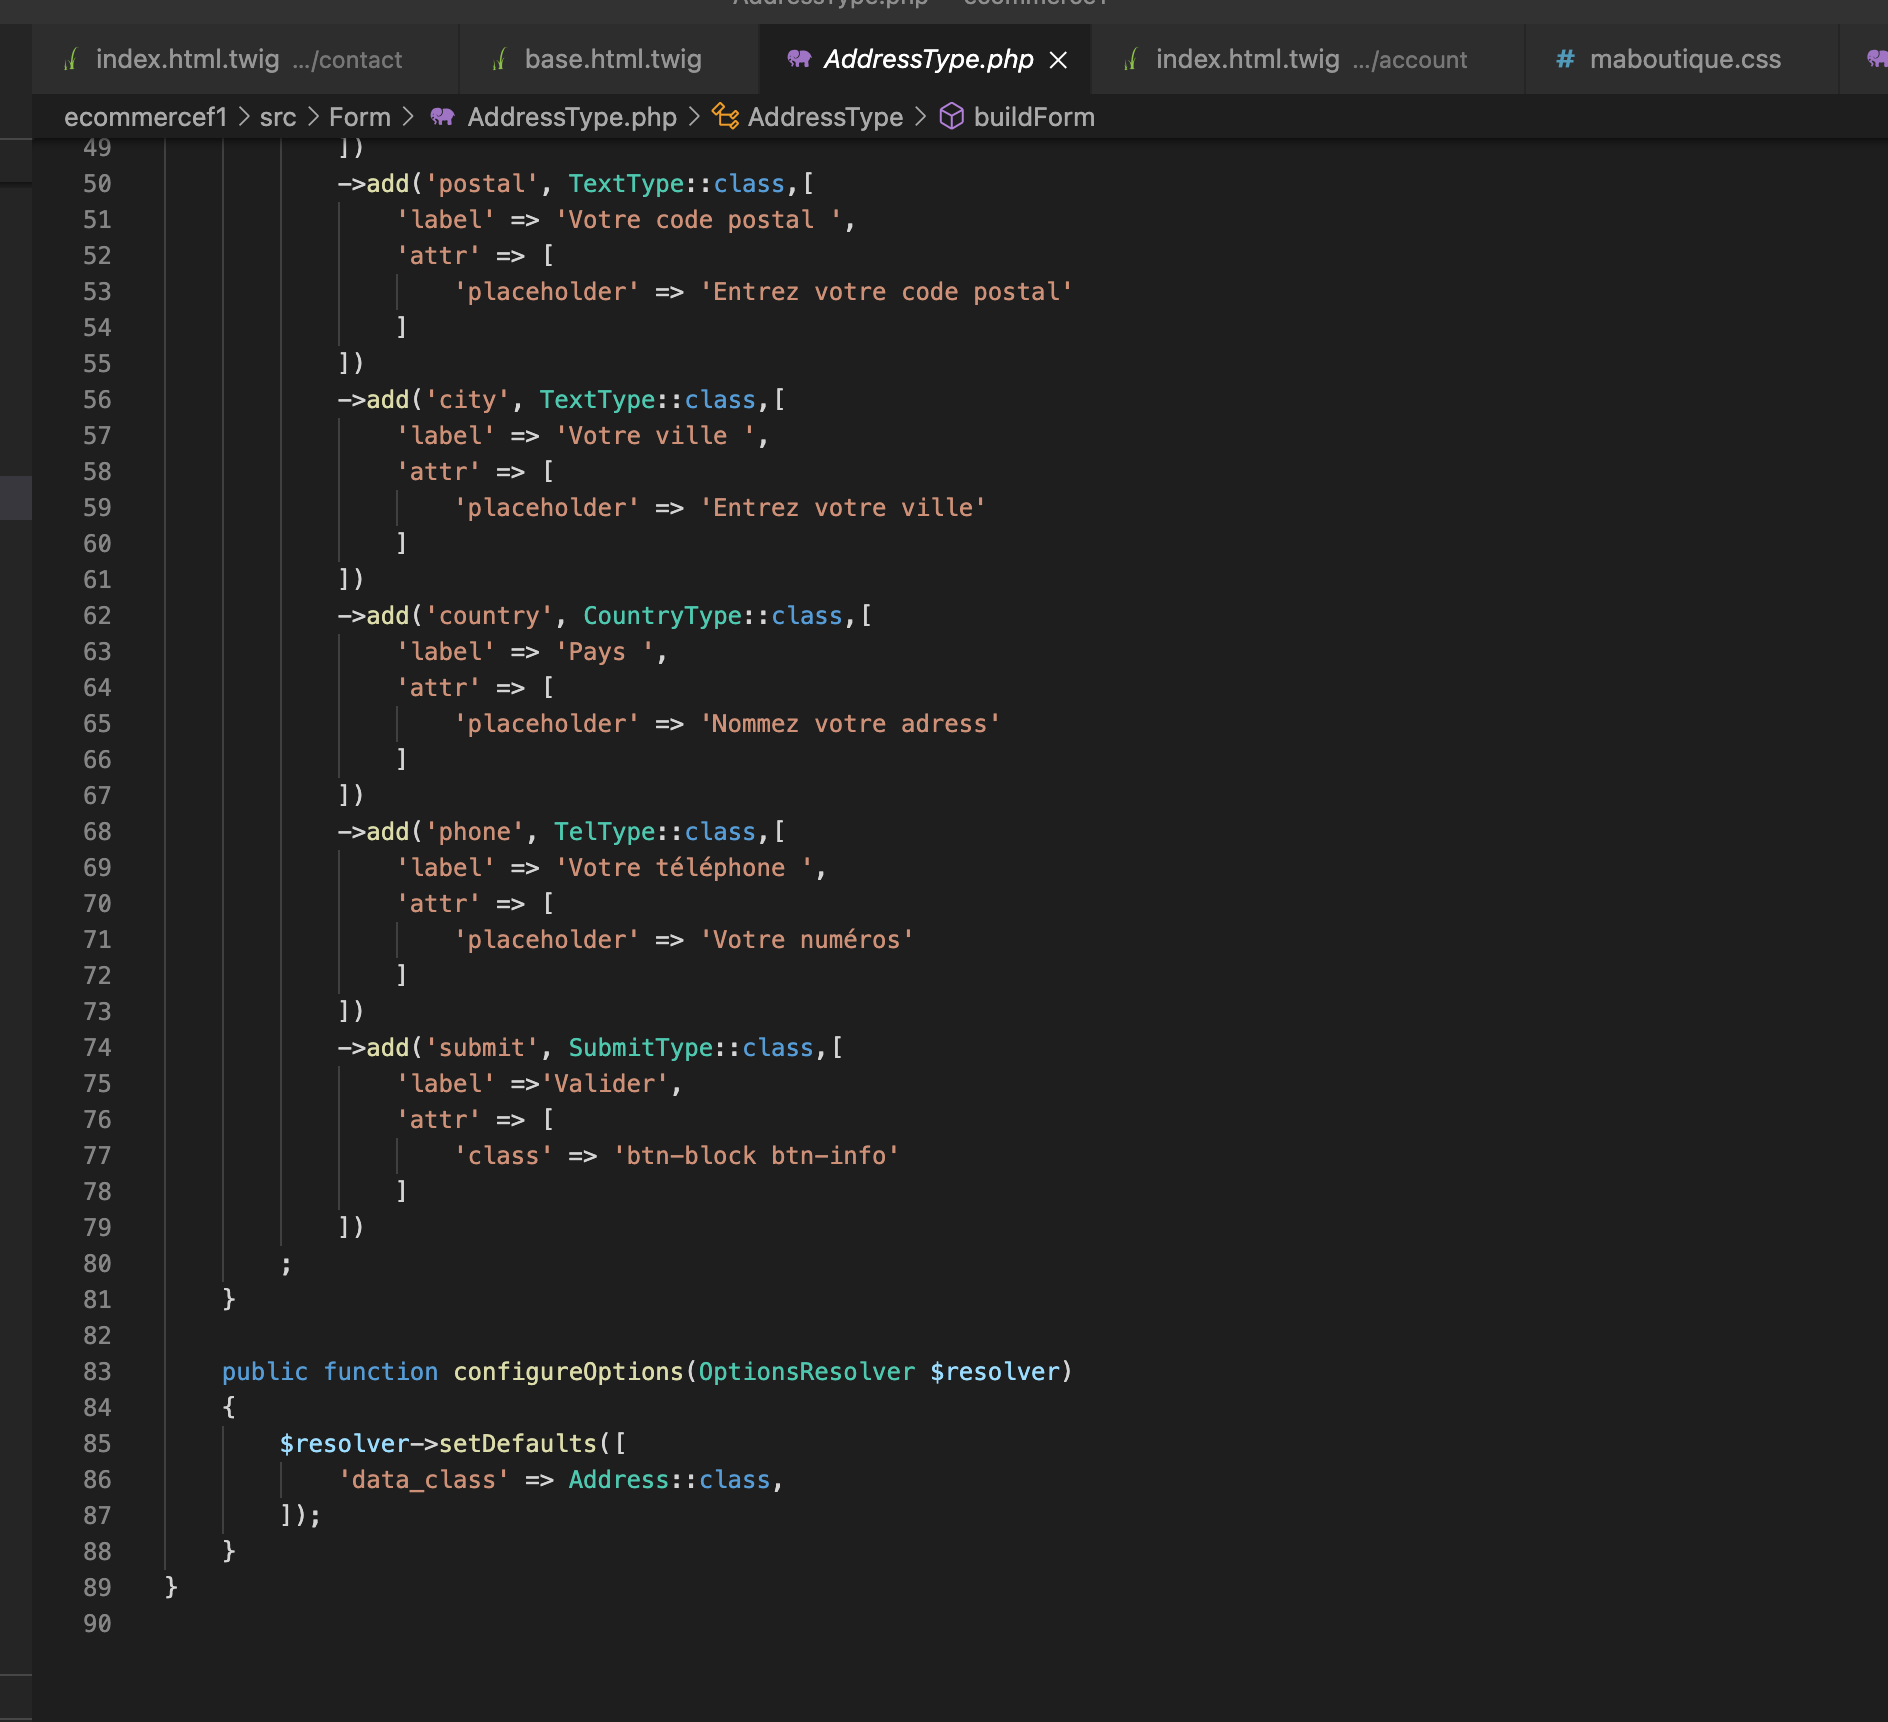 index.html.twig .../contact base.html.twig AddressType.php × index.html.twig .../account # maboutique.css
ecommercef1 > src > Form > AddressType.php > AddressType > buildForm
49 ])
50 ->add('postal', TextType::class,[
51 'label' => 'Votre code postal ',
52 'attr' => [
53 'placeholder' => 'Entrez votre code postal'
54 ]
55 ])
56 ->add('city', TextType::class,[
57 'label' => 'Votre ville ',
58 'attr' => [
59 'placeholder' => 'Entrez votre ville'
60 ]
61 ])
62 ->add('country', CountryType::class,[
63 'label' => 'Pays ',
64 'attr' => [
65 'placeholder' => 'Nommez votre adress'
66 ]
67 ])
68 ->add('phone', TelType::class,[
69 'label' => 'Votre téléphone ',
70 'attr' => [
71 'placeholder' => 'Votre numéros'
72 ]
73 ])
74 ->add('submit', SubmitType::class,[
75 'label' =>'Valider',
76 'attr' => [
77 'class' => 'btn-block btn-info'
78 ]
79 ])
80 ;
81 }
82
83 public function configureOptions(OptionsResolver $resolver)
84 {
85 $resolver->setDefaults([
86 'data_class' => Address::class,
87 ]);
88 }
89 }
90